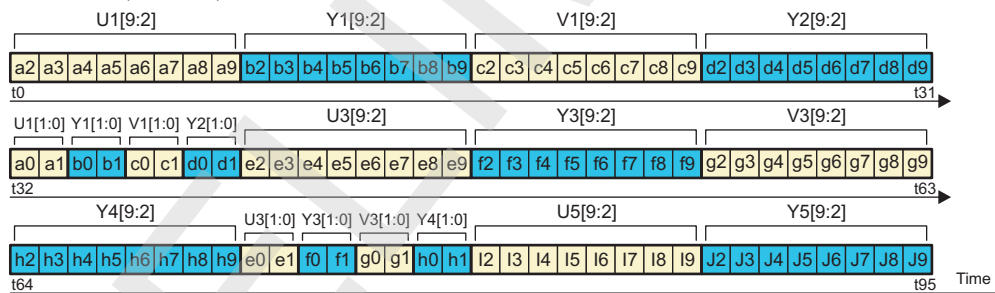 U1[9:2] Y1[9:2] V1[9:2] Y2[9:2]
a2 a3 a4 a5 a6 a7 a8 a9 b2 b3 b4 b5 b6 b7 b8 b9 c2 c3 c4 c5 c6 c7 c8 c9 d2 d3 d4 d5 d6 d7 d8 d9
t0 t31
U1[1:0] Y1[1:0] V1[1:0] Y2[1:0] U3[9:2] Y3[9:2] V3[9:2]
a0 a1 b0 b1 c0 c1 d0 d1 e2 e3 e4 e5 e6 e7 e8 e9 f2 f3 f4 f5 f6 f7 f8 f9 g2 g3 g4 g5 g6 g7 g8 g9
t32 t63
Y4[9:2] U3[1:0] Y3[1:0] V3[1:0] Y4[1:0] U5[9:2] Y5[9:2]
h2 h3 h4 h5 h6 h7 h8 h9 e0 e1 f0 f1 g0 g1 h0 h1 I2 I3 I4 I5 I6 I7 I8 I9 J2 J3 J4 J5 J6 J7 J8 J9
t64 t95 Time